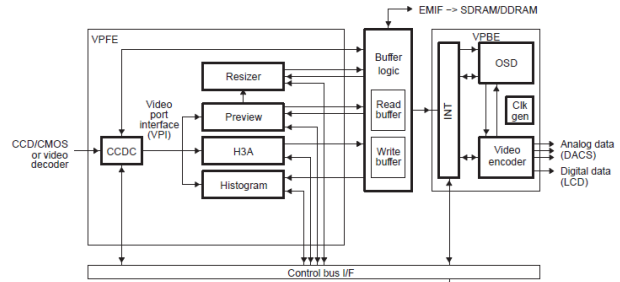 EMIF −> SDRAM/DDRAM
VPFE
VPBE
Buffer
logic
Resizer
OSD
Video
port
interface
(VPI)
Preview
Read
buffer
INT
Clk
gen
CCD/CMOS
or video
decoder
CCDC
H3A
Write
buffer
Video
encoder
Analog data
(DACS)
Digital data
(LCD)
Histogram
Control bus I/F